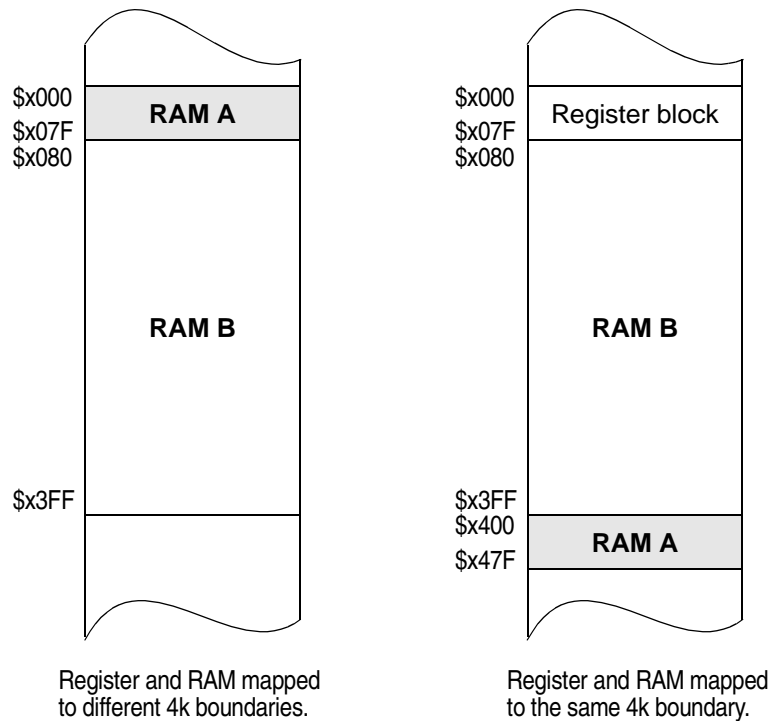 $x000
RAM A
$x07F
$x080
RAM B
$x3FF
Register and RAM mapped
to different 4k boundaries.
$x000
Register block
$x07F
$x080
RAM B
$x3FF
$x400
RAM A
$x47F
Register and RAM mapped
to the same 4k boundary.